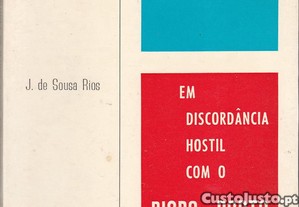 J. de Sousa Rios
EM
DISCORDÂNCIA
HOSTIL
COM O
CustoJusto.pt